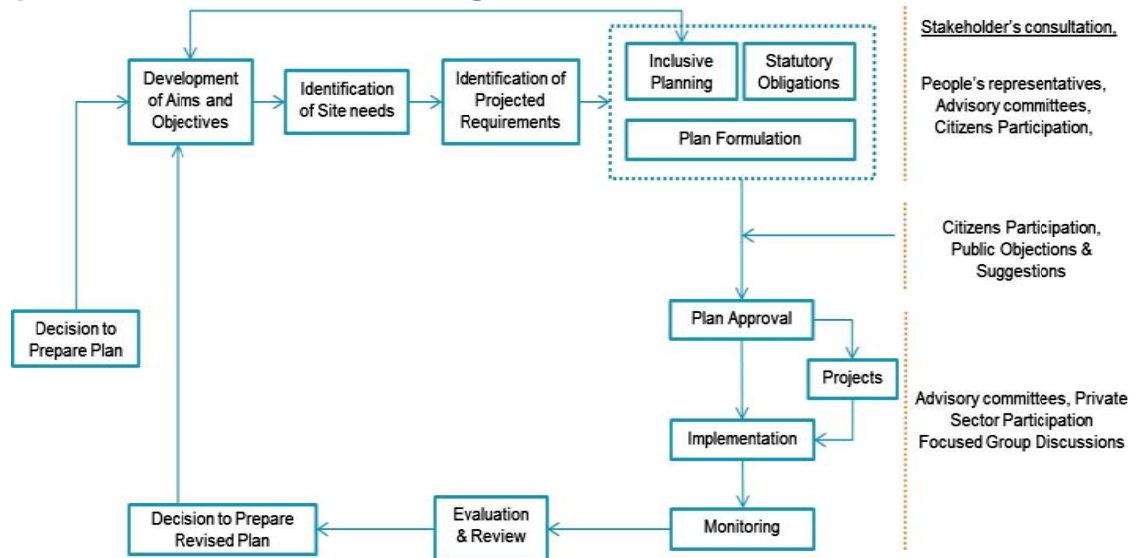 Stakeholder's consultation,
Development
of Aims and
Objectives
Identification
of Site needs
Identification of
Projected
Requirements
Inclusive
Planning
Statutory
Obligations
Plan Formulation
People's representatives,
Advisory committees,
Citizens Participation,
Citizens Participation,
Public Objections &
Suggestions
Decision to
Prepare Plan
Plan Approval
Projects
Implementation
Advisory committees, Private
Sector Participation
Focused Group Discussions
Decision to Prepare
Revised Plan
Evaluation
& Review
Monitoring